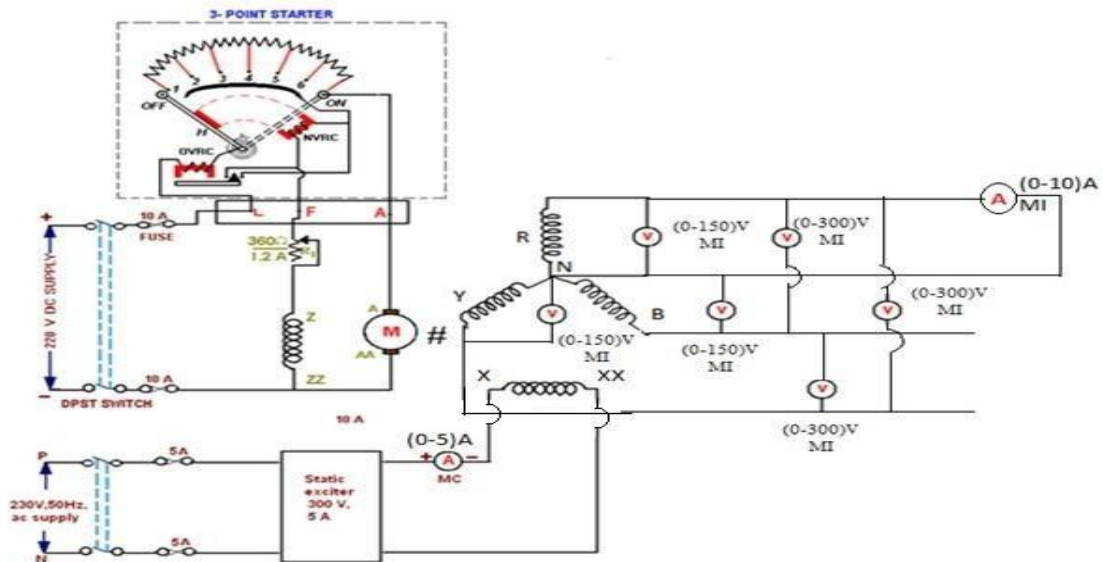 3- POINT STARTER
1 2 3 4 5 6
OFF
ON
H
NVRC
OVRC
L F A
+
10 A
FUSE
360Ω
1.2 A
220 V DC SUPPLY
Z
A
M
#
AA
ZZ
-
10 A
DPST SWITCH
10 A
R
N
Y
B
V
(0-150)V
MI
V
(0-300)V
MI
A
(0-10)A
MI
V
(0-150)V
MI
V
(0-150)V
MI
V
(0-300)V
MI
V
(0-300)V
MI
X
XX
(0-5)A
+ A -
MC
P
5A
230V,50Hz,
ac supply
N
5A
Static
exciter
300 V,
5 A